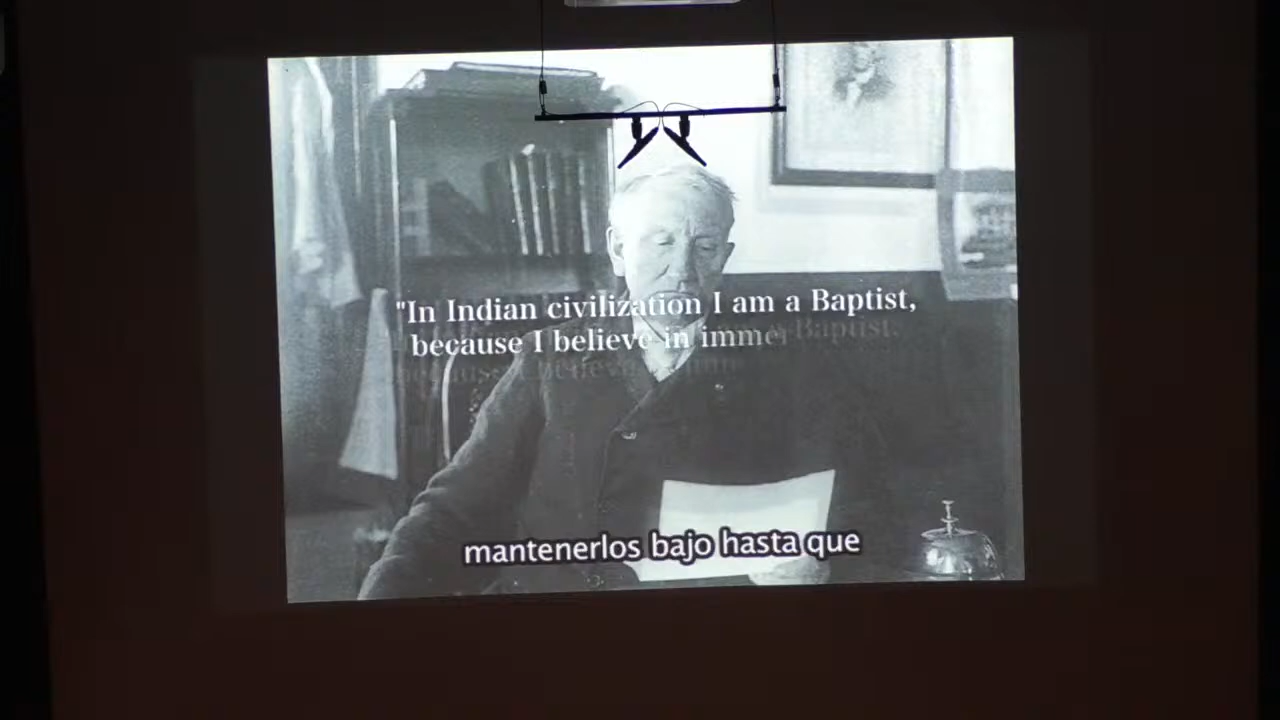 "In Indian civilization I am a Baptist,
because I believe in imme
mantenerlos bajo hasta que